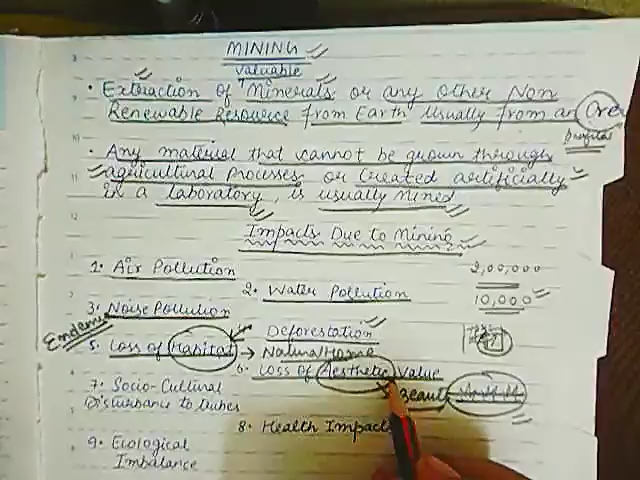 MINING
Valuable
• Extraction of Minerals or any other Non
Renewable Resource from Earth Usually from an Ore
• Any material that cannot be grown through
agricultural processes or Created artificially
in a laboratory, is usually Mined
Impacts Due to Mining
1. Air Pollution
2,00,000
2. Water Pollution
10,000
3. Noise Pollution
Endemic
Deforestation
5. Loss of Habitat → Natural Home
6. Loss of Aesthetic Value
7. Socio-Cultural
Beauty
Disturbance to Tribes
8. Health Impacts
9. Ecological
Imbalance